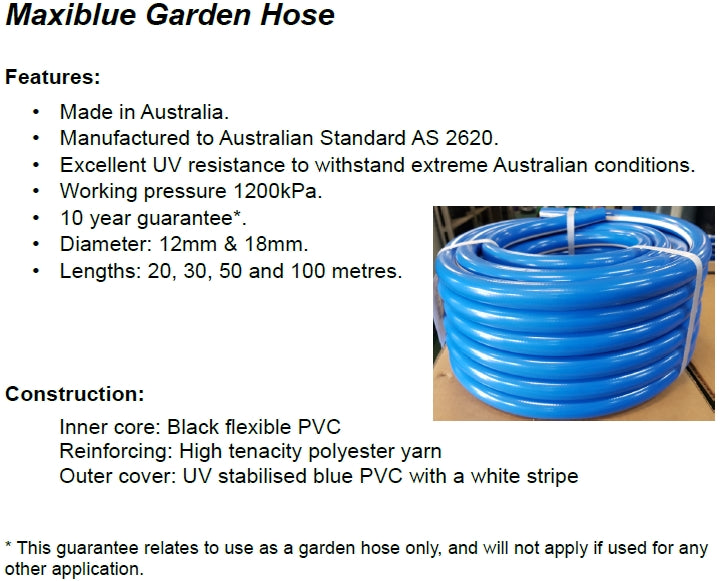 Maxiblue Garden Hose
Features:
• Made in Australia.
• Manufactured to Australian Standard AS 2620.
• Excellent UV resistance to withstand extreme Australian conditions.
• Working pressure 1200kPa.
• 10 year guarantee*.
• Diameter: 12mm & 18mm.
• Lengths: 20, 30, 50 and 100 metres.
Construction:
Inner core: Black flexible PVC
Reinforcing: High tenacity polyester yarn
Outer cover: UV stabilised blue PVC with a white stripe
* This guarantee relates to use as a garden hose only, and will not apply if used for any
other application.